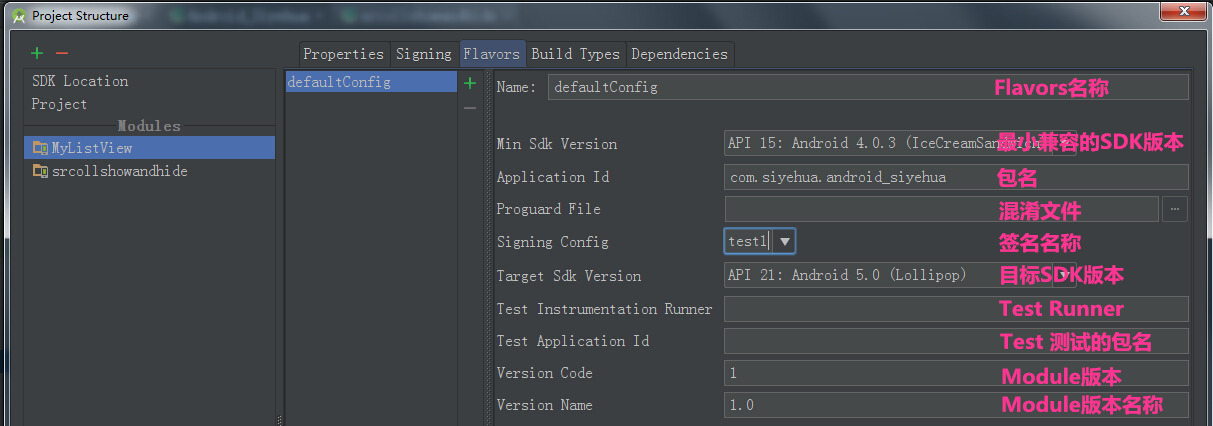 Project Structure
Properties Signing Flavors Build Types Dependencies
SDK Location
Project
Modules
MyListView
srcollshowandhide
defaultConfig
Name: defaultConfig Flavors名称
Min Sdk Version API 15: Android 4.0.3 (IceCreamSandwich) 最小兼容的SDK版本
Application Id com.siyehua.android_siyehua 包名
Proguard File 混淆文件
Signing Config test1 签名名称
Target Sdk Version API 21: Android 5.0 (Lollipop) 目标SDK版本
Test Instrumentation Runner Test Runner
Test Application Id Test 测试的包名
Version Code 1 Module版本
Version Name 1.0 Module版本名称